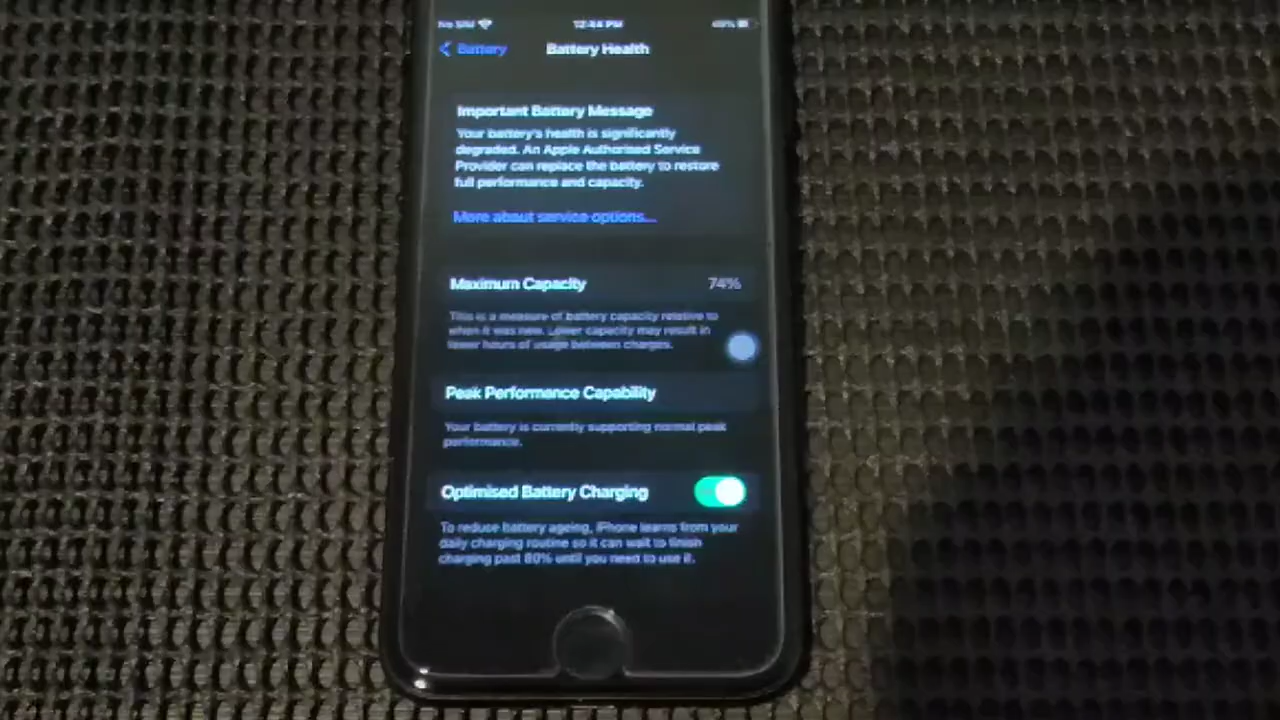 No SIM
12:44 PM
Battery
Battery Health
Important Battery Message
Your battery's health is significantly
degraded. An Apple Authorised Service
Provider can replace the battery to restore
full performance and capacity.
More about service options...
Maximum Capacity
74%
This is a measure of battery capacity relative to
when it was new. Lower capacity may result in
fewer hours of usage between charges.
Peak Performance Capability
Your battery is currently supporting normal peak
performance.
Optimised Battery Charging
To reduce battery ageing, iPhone learns from your
daily charging routine so it can wait to finish
charging past 80% until you need to use it.